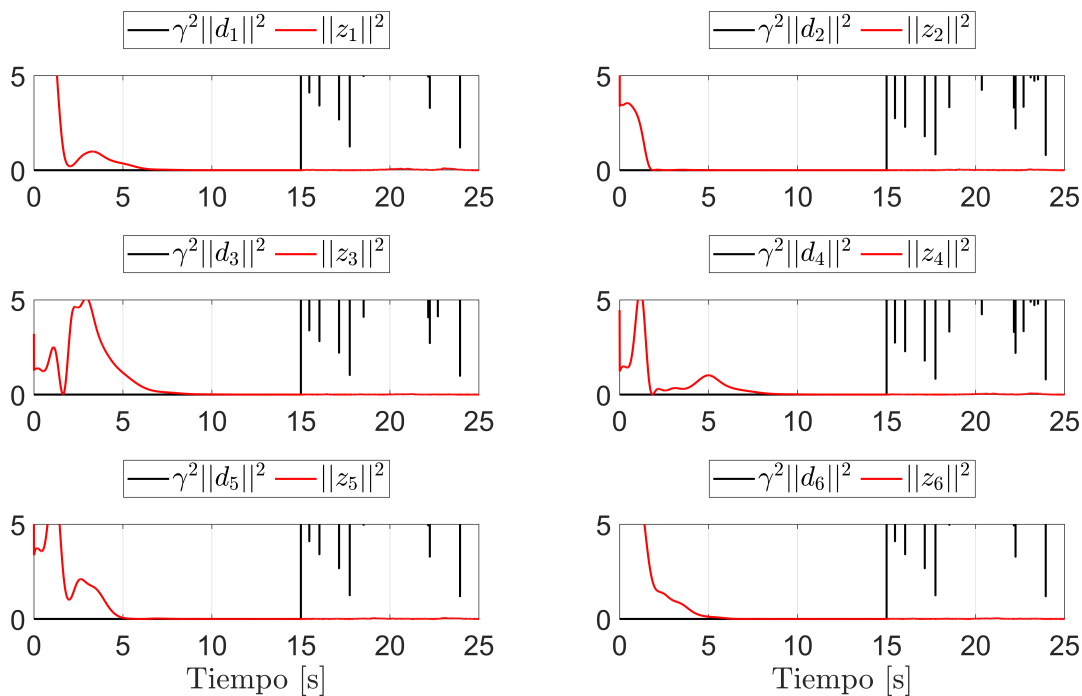 γ²||d₁||² ||z₁||²
γ²||d₂||² ||z₂||²
5
0
0 5 10 15 20 25
5
0
0 5 10 15 20 25
γ²||d₃||² ||z₃||²
γ²||d₄||² ||z₄||²
5
0
0 5 10 15 20 25
5
0
0 5 10 15 20 25
γ²||d₅||² ||z₅||²
γ²||d₆||² ||z₆||²
5
0
0 5 10 15 20 25
Tiempo [s]
5
0
0 5 10 15 20 25
Tiempo [s]